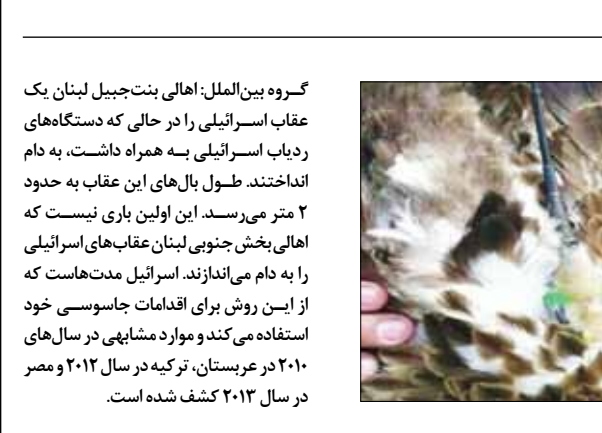 گروه بین‌الملل: اهالی بنت‌جبیل لبنان یک
عقاب اسرائیلی را در حالی که دستگاه‌های
ردیاب اسرائیلی به همراه داشت، به دام
انداختند. طول بال‌های این عقاب به حدود
۲ متر می‌رسد. این اولین باری نیست که
اهالی بخش جنوبی لبنان عقاب‌های اسرائیلی
را به دام می‌اندازند. اسرائیل مدت‌هاست که
از این روش برای اقدامات جاسوسی خود
استفاده می‌کند و موارد مشابهی در سال‌های
۲۰۱۰ در عربستان، ترکیه در سال ۲۰۱۲ و مصر
در سال ۲۰۱۳ کشف شده است.